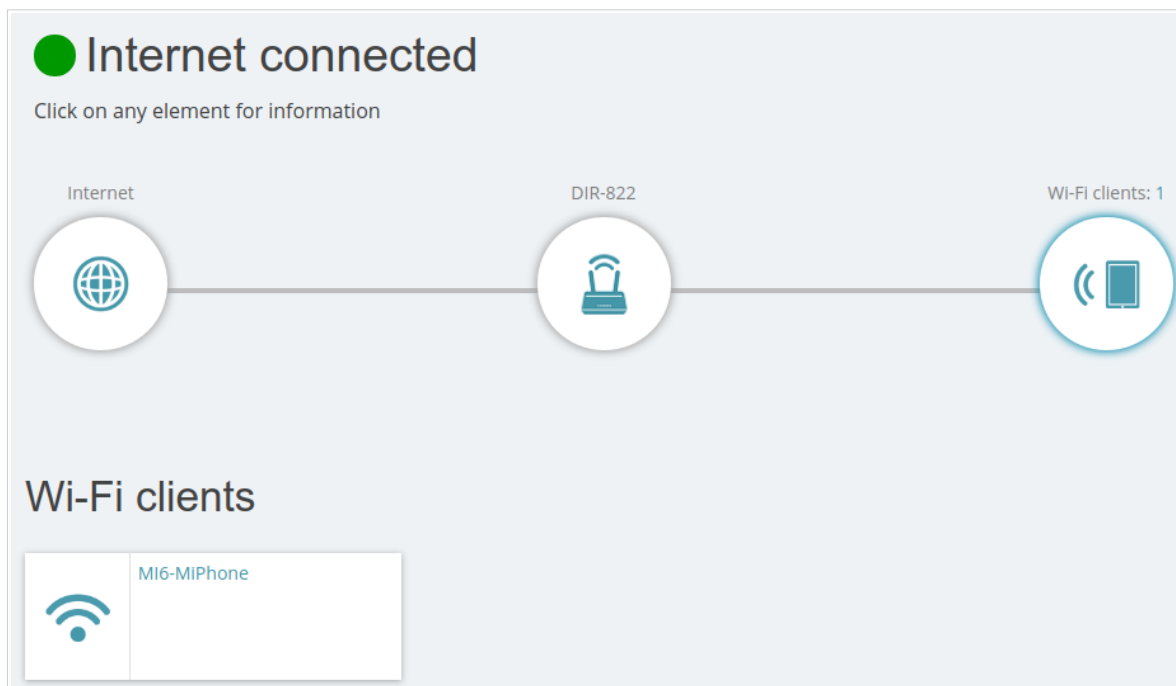 Internet connected
Click on any element for information
Internet
DIR-822
Wi-Fi clients: 1
Wi-Fi clients
MI6-MiPhone